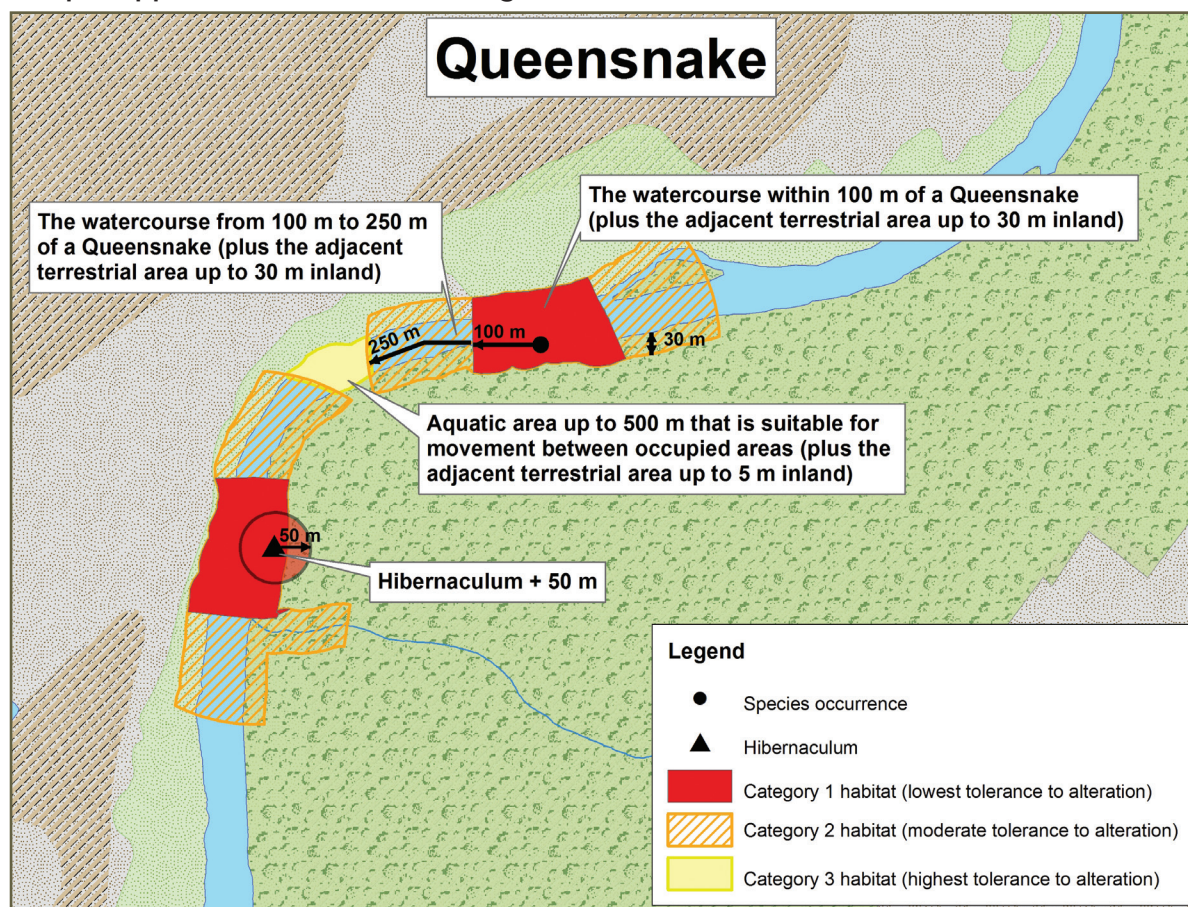 Queensnake
The watercourse within 100 m of a Queensnake
(plus the adjacent terrestrial area up to 30 m inland)
The watercourse from 100 m to 250 m
of a Queensnake (plus the adjacent
terrestrial area up to 30 m inland)
250 m
100 m
30 m
Aquatic area up to 500 m that is suitable for
movement between occupied areas (plus the
adjacent terrestrial area up to 5 m inland)
50 m
Hibernaculum + 50 m
Legend
Species occurrence
Hibernaculum
Category 1 habitat (lowest tolerance to alteration)
Category 2 habitat (moderate tolerance to alteration)
Category 3 habitat (highest tolerance to alteration)